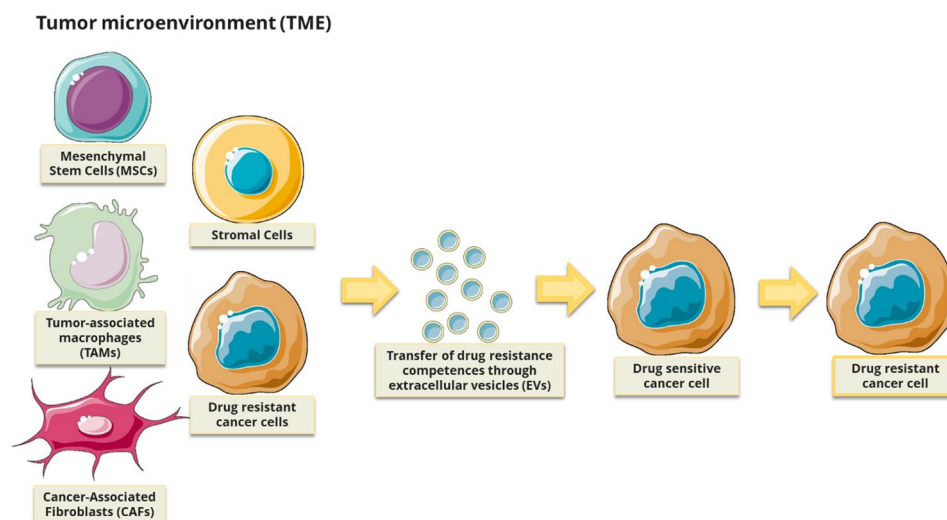 Tumor microenvironment (TME)
Mesenchymal
Stem Cells (MSCs)
Stromal Cells
Tumor-associated
macrophages
(TAMs)
Drug resistant
cancer cells
Cancer-Associated
Fibroblasts (CAFs)
Transfer of drug resistance
competences through
extracellular vesicles (EVs)
Drug sensitive
cancer cell
Drug resistant
cancer cell